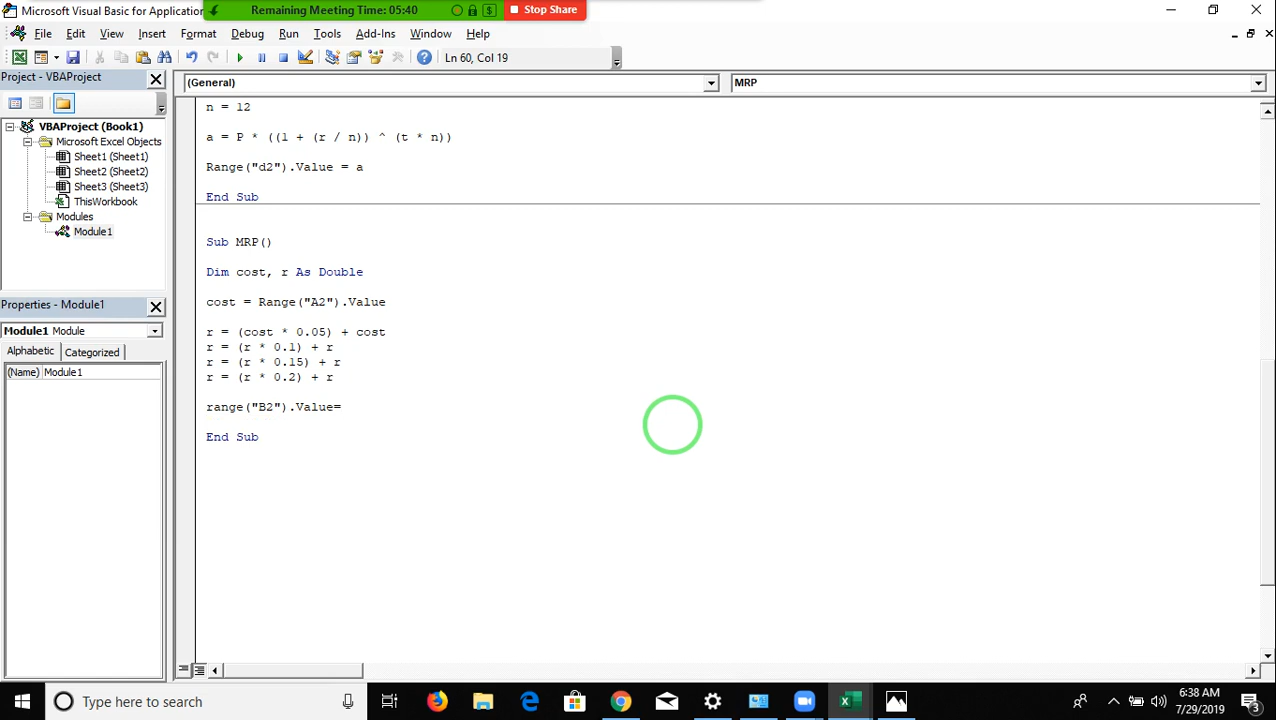 Microsoft Visual Basic for Application
Remaining Meeting Time: 05:40
$
Stop Share
File Edit View Insert Format Debug Run Tools Add-Ins Window Help
Ln 60, Col 19
Project - VBAProject
(General)
MRP
VBAProject (Book1)
Microsoft Excel Objects
Sheet1 (Sheet1)
Sheet2 (Sheet2)
Sheet3 (Sheet3)
ThisWorkbook
Modules
Module1
Properties - Module1
Module1 Module
Alphabetic Categorized
(Name) Module1
n = 12
a = P * ((1 + (r / n)) ^ (t * n))
Range("d2").Value = a
End Sub
Sub MRP()
Dim cost, r As Double
cost = Range("A2").Value
r = (cost * 0.05) + cost
r = (r * 0.1) + r
r = (r * 0.15) + r
r = (r * 0.2) + r
range("B2").Value=
End Sub
Type here to search
6:38 AM
7/29/2019
3